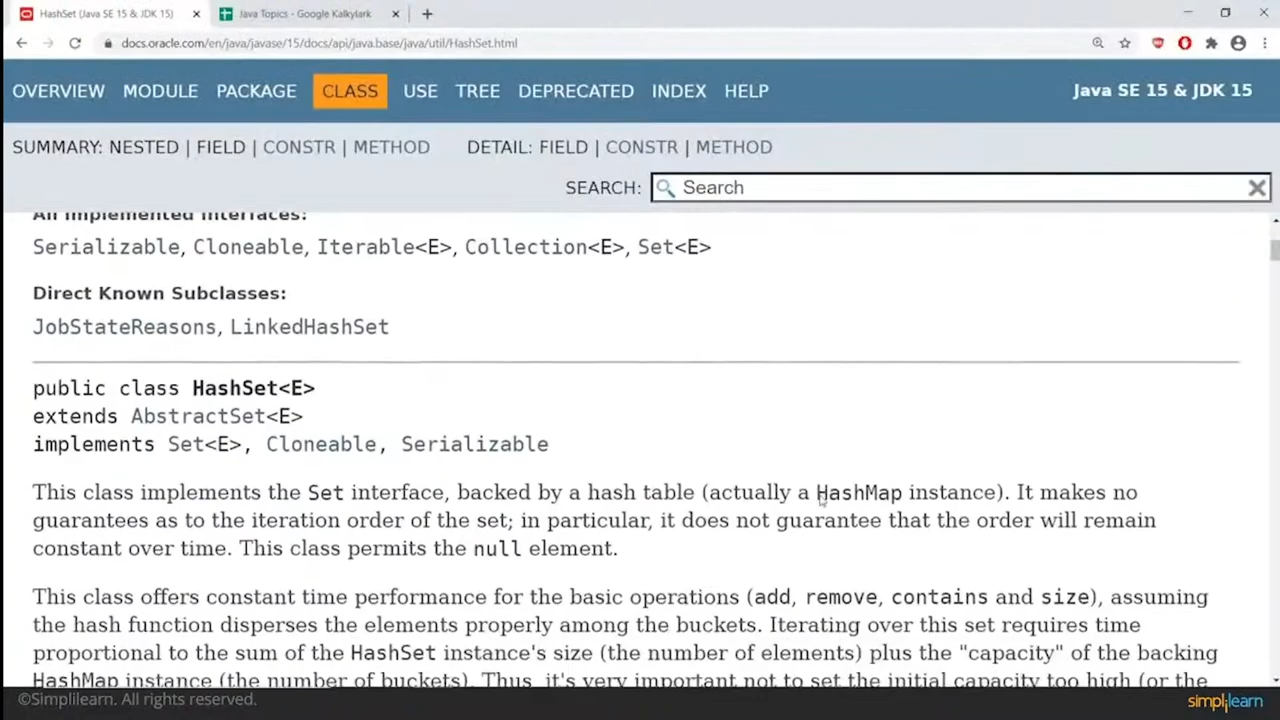 HashSet (Java SE 15 & JDK 15)
Java Topics - Google Kalkylark
docs.oracle.com/en/java/javase/15/docs/api/java.base/java/util/HashSet.html
OVERVIEW MODULE PACKAGE CLASS USE TREE DEPRECATED INDEX HELP Java SE 15 & JDK 15
SUMMARY: NESTED | FIELD | CONSTR | METHOD DETAIL: FIELD | CONSTR | METHOD
SEARCH: Search
All Implemented Interfaces:
Serializable, Cloneable, Iterable<E>, Collection<E>, Set<E>
Direct Known Subclasses:
JobStateReasons, LinkedHashSet
public class HashSet<E>
extends AbstractSet<E>
implements Set<E>, Cloneable, Serializable
This class implements the Set interface, backed by a hash table (actually a HashMap instance). It makes no
guarantees as to the iteration order of the set; in particular, it does not guarantee that the order will remain
constant over time. This class permits the null element.
This class offers constant time performance for the basic operations (add, remove, contains and size), assuming
the hash function disperses the elements properly among the buckets. Iterating over this set requires time
proportional to the sum of the HashSet instance's size (the number of elements) plus the "capacity" of the backing
HashMap instance (the number of buckets). Thus, it's very important not to set the initial capacity too high (or the
©Simplilearn. All rights reserved.
simplilearn